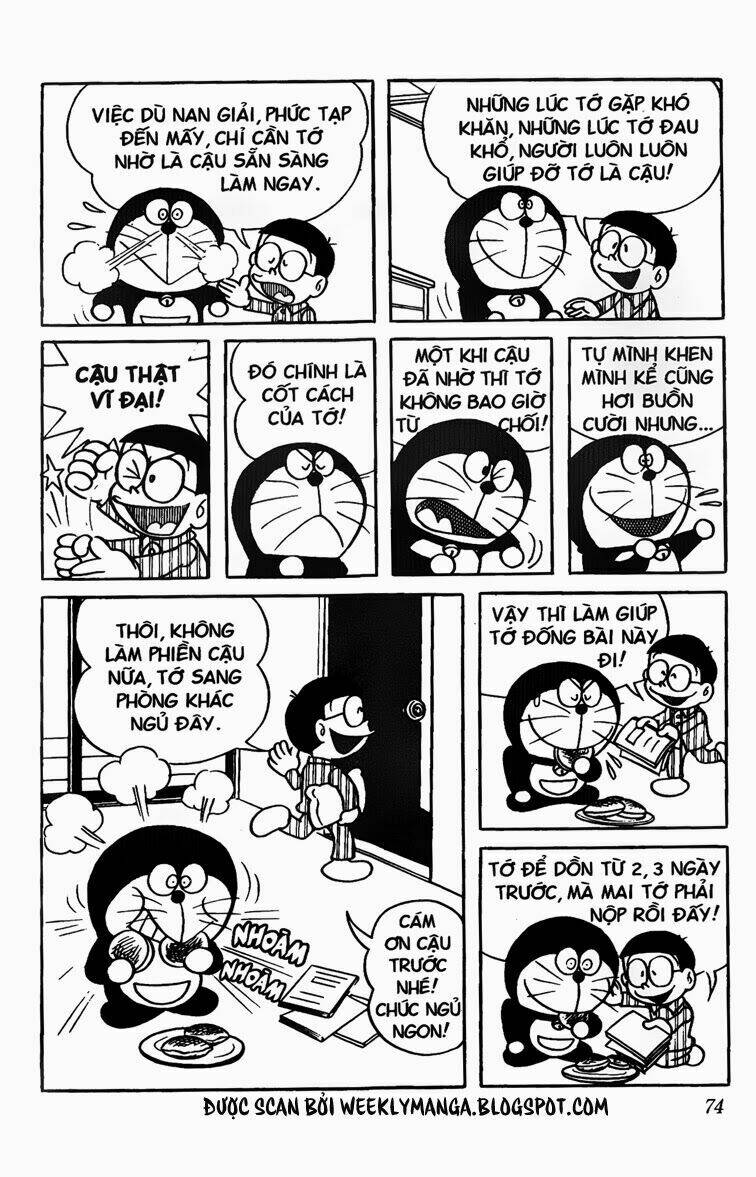 NHỮNG LÚC TỚ GẶP KHÓ
KHĂN, NHỮNG LÚC TỚ ĐAU
KHỔ, NGƯỜI LUÔN LUÔN
GIÚP ĐỠ TỚ LÀ CẬU!
VIỆC DÙ NAN GIẢI, PHỨC TẠP
ĐẾN MẤY, CHỈ CẦN TỚ
NHỜ LÀ CẬU SẴN SÀNG
LÀM NGAY.
TỰ MÌNH KHEN
MÌNH KỂ CŨNG
HƠI BUỒN
CƯỜI NHƯNG...
MỘT KHI CẬU
ĐÃ NHỜ THÌ TỚ
KHÔNG BAO GIỜ
TỪ CHỐI!
ĐÓ CHÍNH LÀ
CỐT CÁCH
CỦA TỚ!
CẬU THẬT
VĨ ĐẠI!
VẬY THÌ LÀM GIÚP
TỚ ĐỐNG BÀI NÀY
ĐI!
TỚ ĐỂ DỒN TỪ 2, 3 NGÀY
TRƯỚC, MÀ MAI TỚ PHẢI
NỘP RỒI ĐẤY!
THÔI, KHÔNG
LÀM PHIỀN CẬU
NỮA, TỚ SANG
PHÒNG KHÁC
NGỦ ĐÂY.
NHOÀM
NHOÀM
CÁM
ƠN CẬU
TRƯỚC
NHÉ!
CHÚC NGỦ
NGON!
ĐƯỢC SCAN BỞI WEEKLYMANGA.BLOGSPOT.COM
74